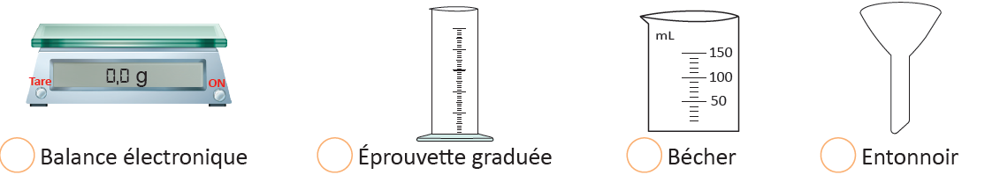 0,0 g
Tare
ON
mL
150
100
50
Balance électronique
Éprouvette graduée
Bécher
Entonnoir